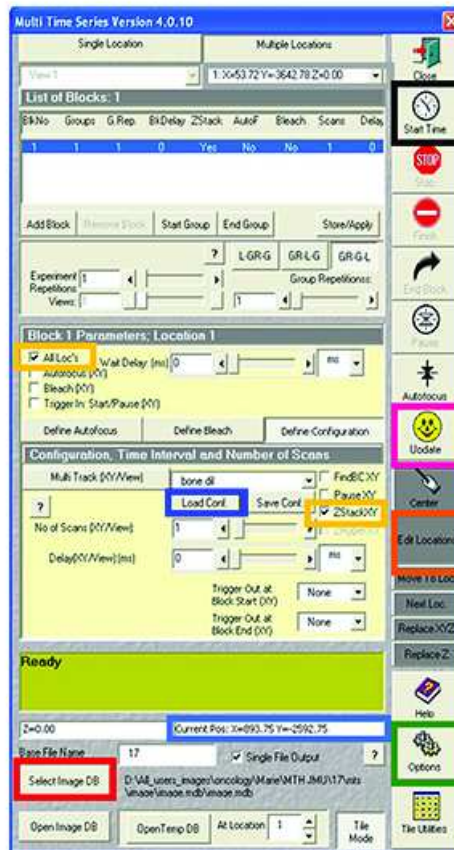 Multi Time Series Version 4.0.10
Single Location Multiple Locations
View 1 1: X=53.72 Y=-3642.78 Z=0.00
Close
List of Blocks: 1
BlkNo Groups G.Rep. BkDelay ZStack AutoF Bleach Scans Delay
1 1 1 0 Yes No No 1 0
Start Time
STOP
Stop
Add Block Remove Block Start Group End Group Store/Apply
Finish
? L-GR-G GR-L-G GR-G-L
Experiment Repetitions: 1 Group Repetitions:
Views: 1
End Block
Pause
Block 1 Parameters; Location 1
All Loc's Wait Delay: (ms) 0 ms
Autofocus (XY)
Bleach (XY)
Trigger In: Start/Pause (XY)
Autofocus
Define Autofocus Define Bleach Define Configuration
Update
Configuration, Time Interval and Number of Scans
Multi Track (XY/View) bone dil FindBC XY
? Load Conf. Save Conf. Pause XY
ZStackXY
Center
No of Scans (XY/View) 1
Delay(XY/View):(ms) 0 ms
Edit Locations
Trigger Out at Block Start (XY) None
Trigger Out at Block End (XY) None
Move To Loc.
Next Loc.
Replace XYZ
Replace Z
Ready
Help
Z=0.00 Current Pos: X=893.75 Y=-2592.75
Base File Name 17 Single File Output ?
Select Image DB D:\All_users_images\oncology\Marie\MTH JMU\17\nts
\image\image.mdb\image.mdb
Options
Open Image DB OpenTemp DB At Location 1 Tile Mode
Tile Utilities